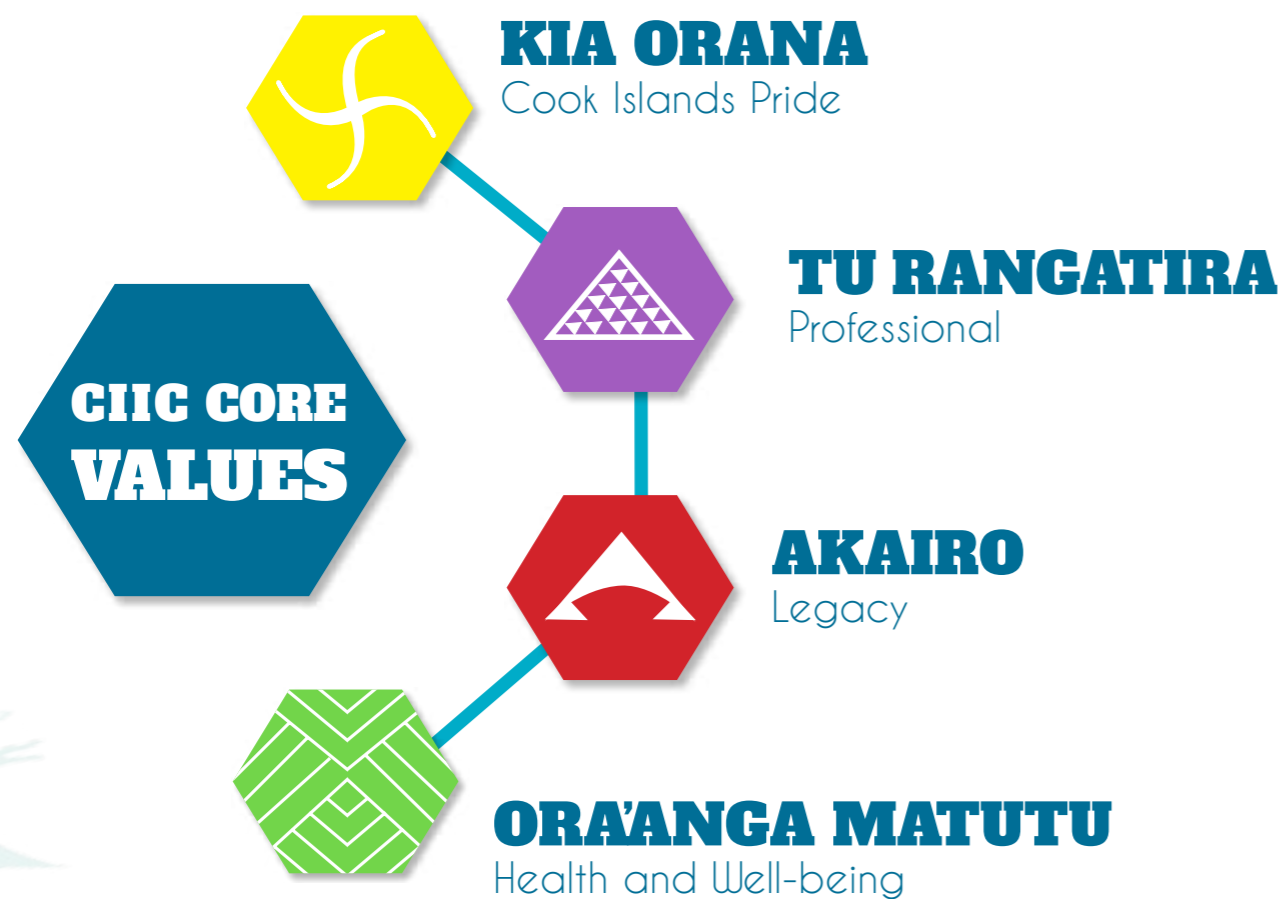 KIA ORANA
Cook Islands Pride
TU RANGATIRA
Professional
CIIC CORE
VALUES
AKAIRO
Legacy
ORA'ANGA MATUTU
Health and Well-being